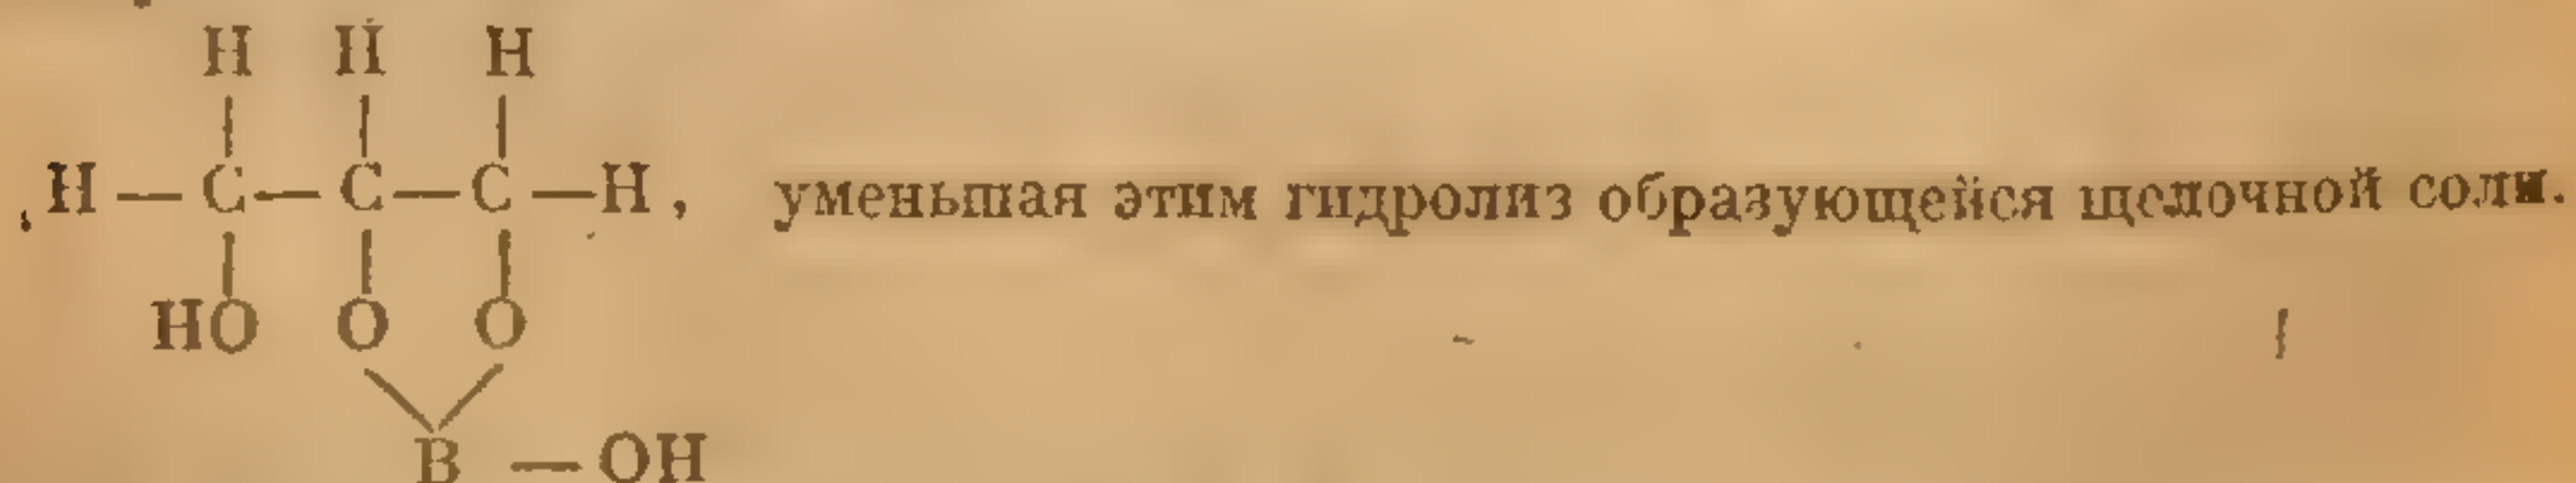 H H H
H — C — C — C — H, уменьшая этим гидролиз образующейся щелочной соли.
HO O O
B — OH